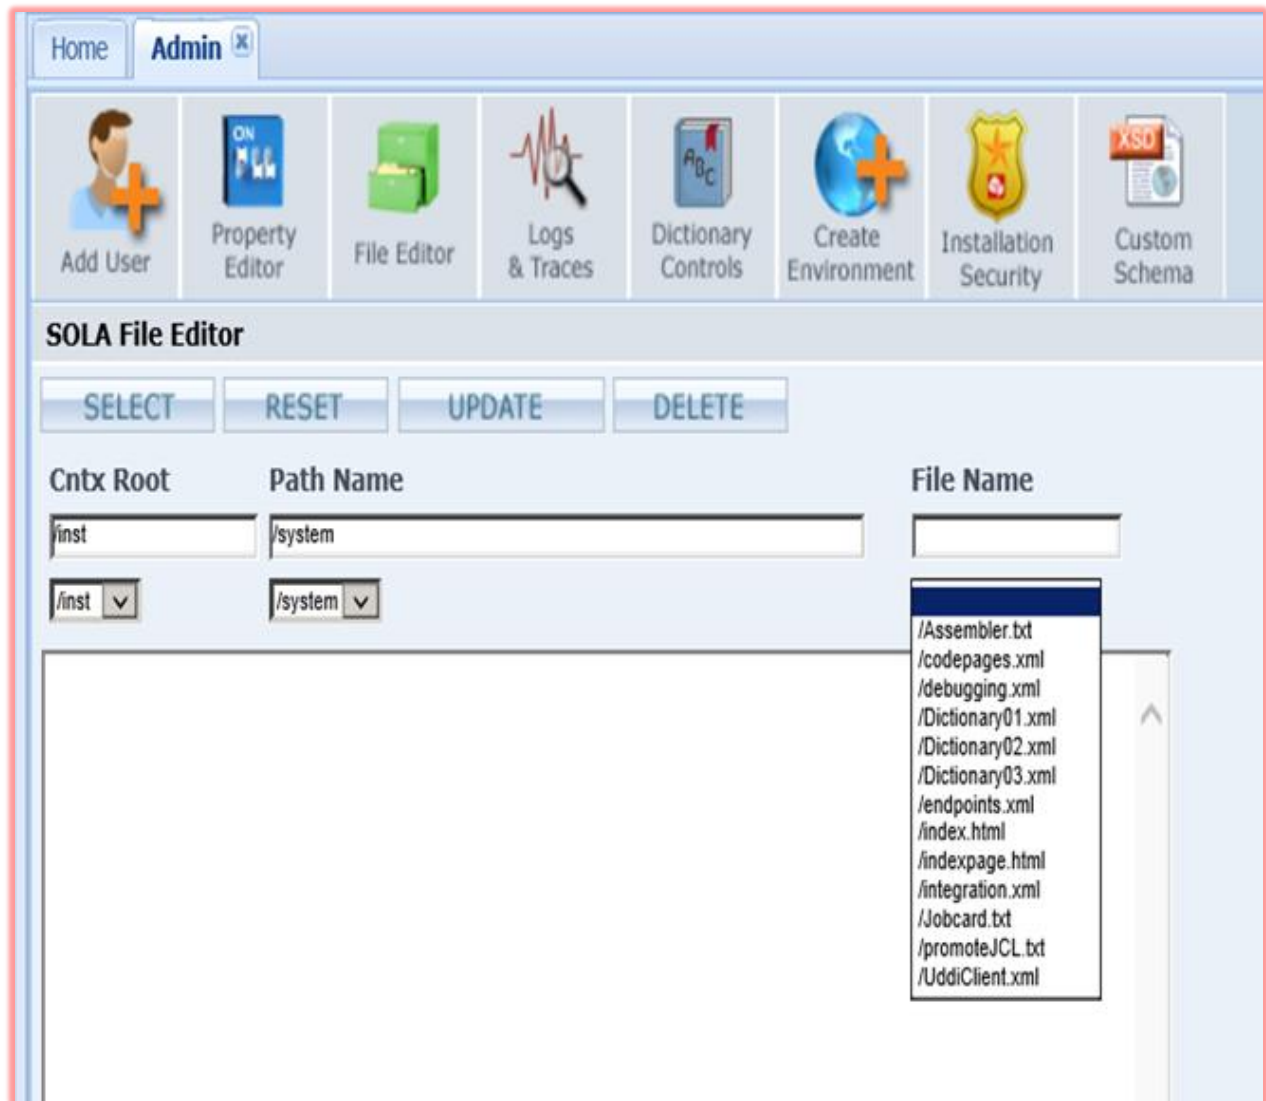 Home
Admin
Add User
ON
Property
Editor
File Editor
Logs
& Traces
ABC
Dictionary
Controls
Create
Environment
Installation
Security
XSD
Custom
Schema
SOLA File Editor
SELECT RESET UPDATE DELETE
Cntx Root Path Name File Name
/inst /system
/inst /system
/Assembler.txt
/codepages.xml
/debugging.xml
/Dictionary01.xml
/Dictionary02.xml
/Dictionary03.xml
/endpoints.xml
/index.html
/indexpage.html
/integration.xml
/Jobcard.txt
/promoteJCL.txt
/UddiClient.xml